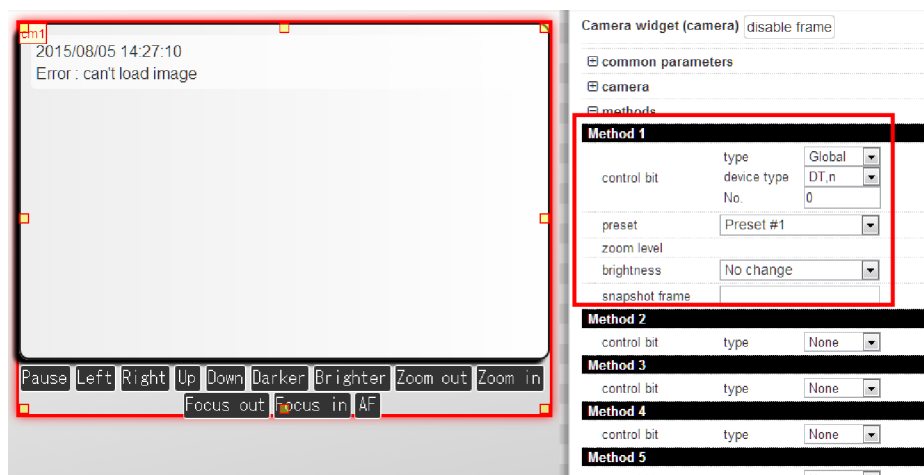 cm1
2015/08/05 14:27:10
Error : can't load image
Pause Left Right Up Down Darker Brighter Zoom out Zoom in
Focus out Focus in AF
Camera widget (camera) disable frame
common parameters
camera
methods
Method 1
control bit
type Global
device type DT,n
No. 0
preset Preset #1
zoom level
brightness No change
snapshot frame
Method 2
control bit type None
Method 3
control bit type None
Method 4
control bit type None
Method 5